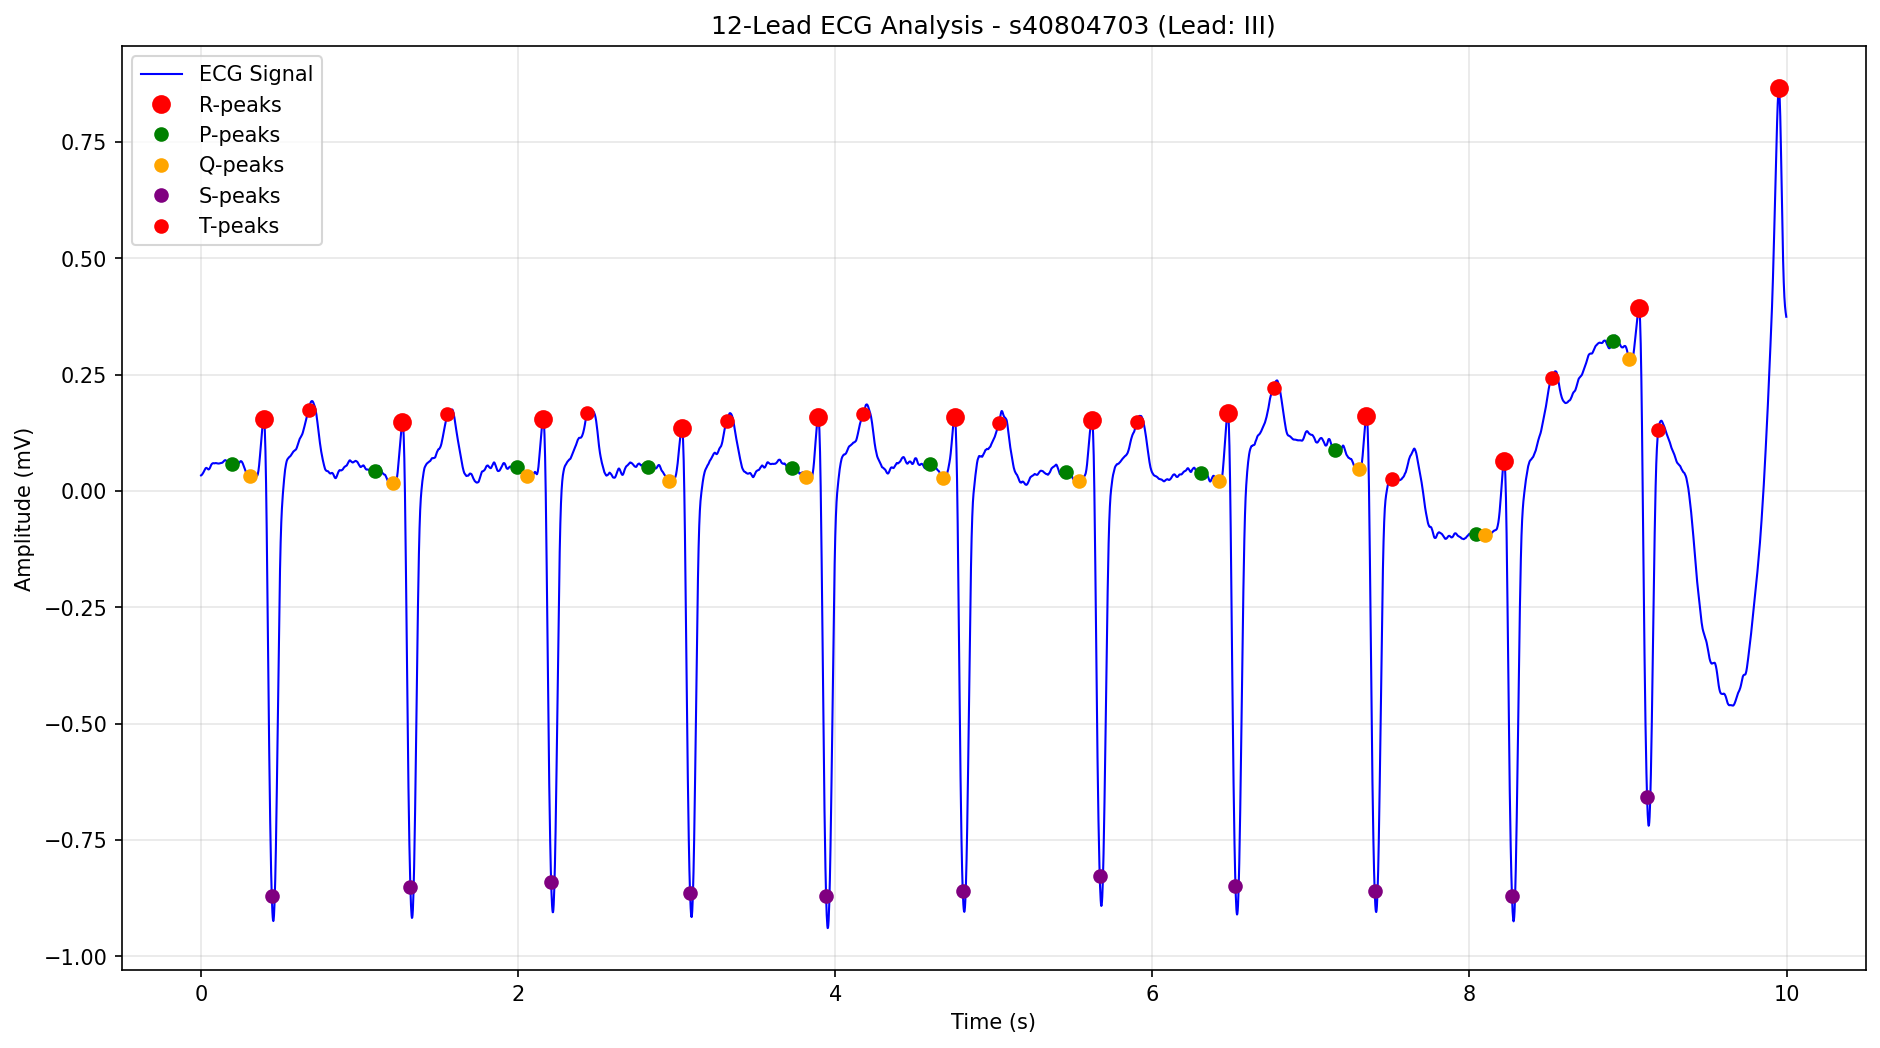 12-Lead ECG Analysis - s40804703 (Lead: III)
ECG Signal
R-peaks
P-peaks
Q-peaks
S-peaks
T-peaks
Amplitude (mV)
0.75
0.50
0.25
0.00
−0.25
−0.50
−0.75
−1.00
0 2 4 6 8 10
Time (s)